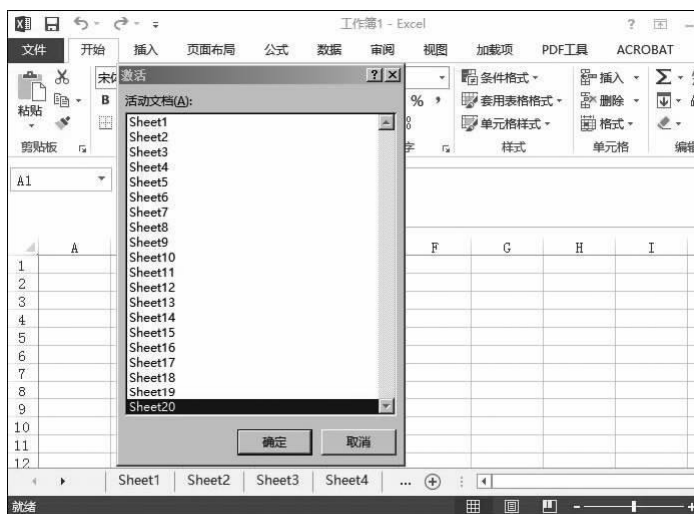 工作簿1 - Excel
文件 开始 插入 页面布局 公式 数据 审阅 视图 加载项 PDF工具 ACROBAT
激活
活动文档(A):
Sheet1
Sheet2
Sheet3
Sheet4
Sheet5
Sheet6
Sheet7
Sheet8
Sheet9
Sheet10
Sheet11
Sheet12
Sheet13
Sheet14
Sheet15
Sheet16
Sheet17
Sheet18
Sheet19
Sheet20
确定 取消
粘贴
B
% ,
条件格式 插入 Σ
套用表格格式 删除
单元格样式 格式
剪贴板 样式 单元格
A1
A F G H I
1
2
3
4
5
6
7
8
9
10
11
12
Sheet1 Sheet2 Sheet3 Sheet4 ...
就绪